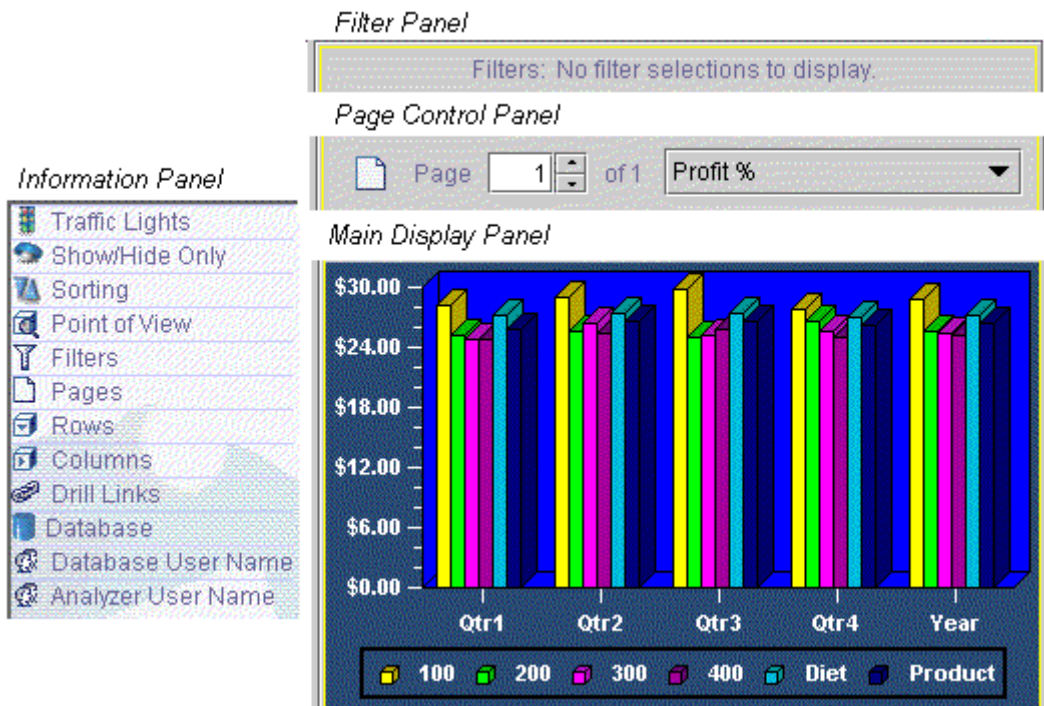 Filter Panel
Filters: No filter selections to display.
Page Control Panel
Page 1 of 1 Profit %
Information Panel
Traffic Lights
Show/Hide Only
Sorting
Point of View
Filters
Pages
Rows
Columns
Drill Links
Database
Database User Name
Analyzer User Name
Main Display Panel
$30.00
$24.00
$18.00
$12.00
$6.00
$0.00
Qtr1 Qtr2 Qtr3 Qtr4 Year
100 200 300 400 Diet Product